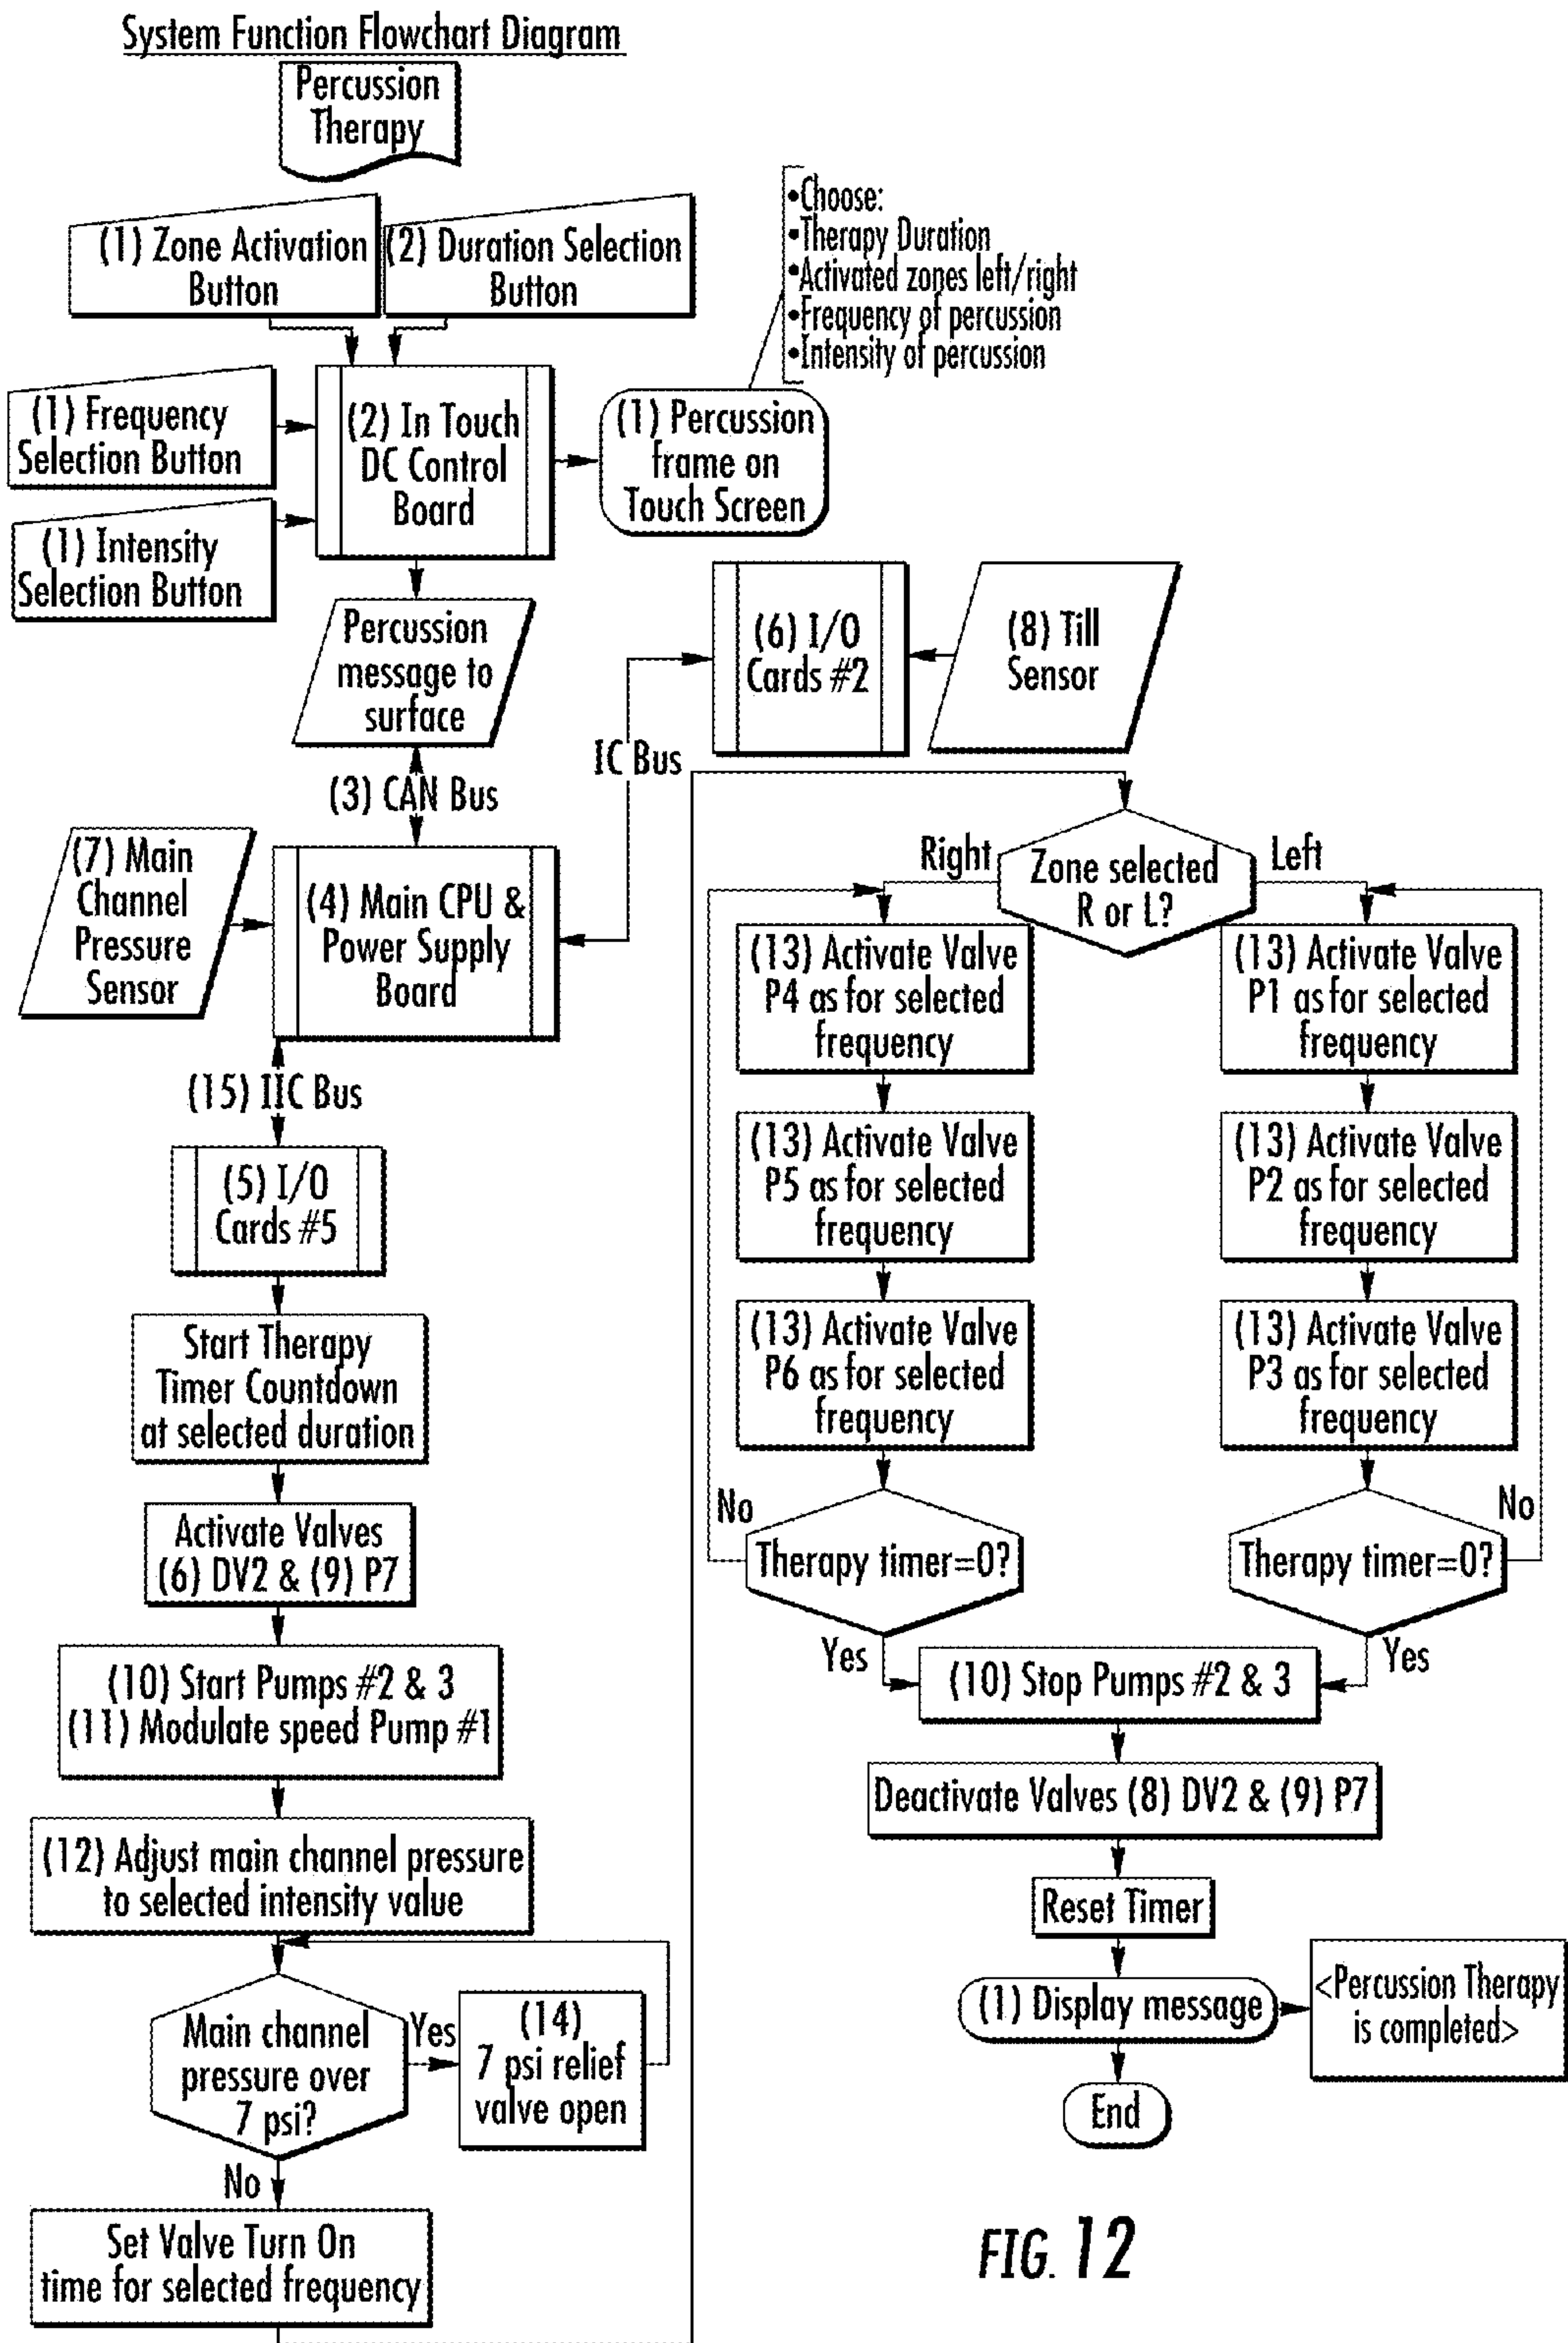 System Function Flowchart Diagram
Percussion
Therapy
(1) Zone Activation
Button
(2) Duration Selection
Button
•Choose:
•Therapy Duration
•Activated zones left/right
•Frequency of percussion
•Intensity of percussion
(1) Frequency
Selection Button
(2) In Touch
DC Control
Board
(1) Percussion
frame on
Touch Screen
(1) Intensity
Selection Button
Percussion
message to
surface
(6) I/O
Cards #2
(8) Till
Sensor
IC Bus
(3) CAN Bus
(7) Main
Channel
Pressure
Sensor
(4) Main CPU &
Power Supply
Board
(15) IIC Bus
(5) I/O
Cards #5
Start Therapy
Timer Countdown
at selected duration
Activate Valves
(6) DV2 & (9) P7
(10) Start Pumps #2 & 3
(11) Modulate speed Pump #1
(12) Adjust main channel pressure
to selected intensity value
Main channel
pressure over
7 psi?
Yes
(14)
7 psi relief
valve open
No
Set Valve Turn On
time for selected frequency
Zone selected
R or L?
Right
Left
(13) Activate Valve
P4 as for selected
frequency
(13) Activate Valve
P1 as for selected
frequency
(13) Activate Valve
P5 as for selected
frequency
(13) Activate Valve
P2 as for selected
frequency
(13) Activate Valve
P6 as for selected
frequency
(13) Activate Valve
P3 as for selected
frequency
No
Therapy timer=0?
Therapy timer=0?
No
Yes
Yes
(10) Stop Pumps #2 & 3
Deactivate Valves (8) DV2 & (9) P7
Reset Timer
(1) Display message
<Percussion Therapy
is completed>
End
FIG. 12